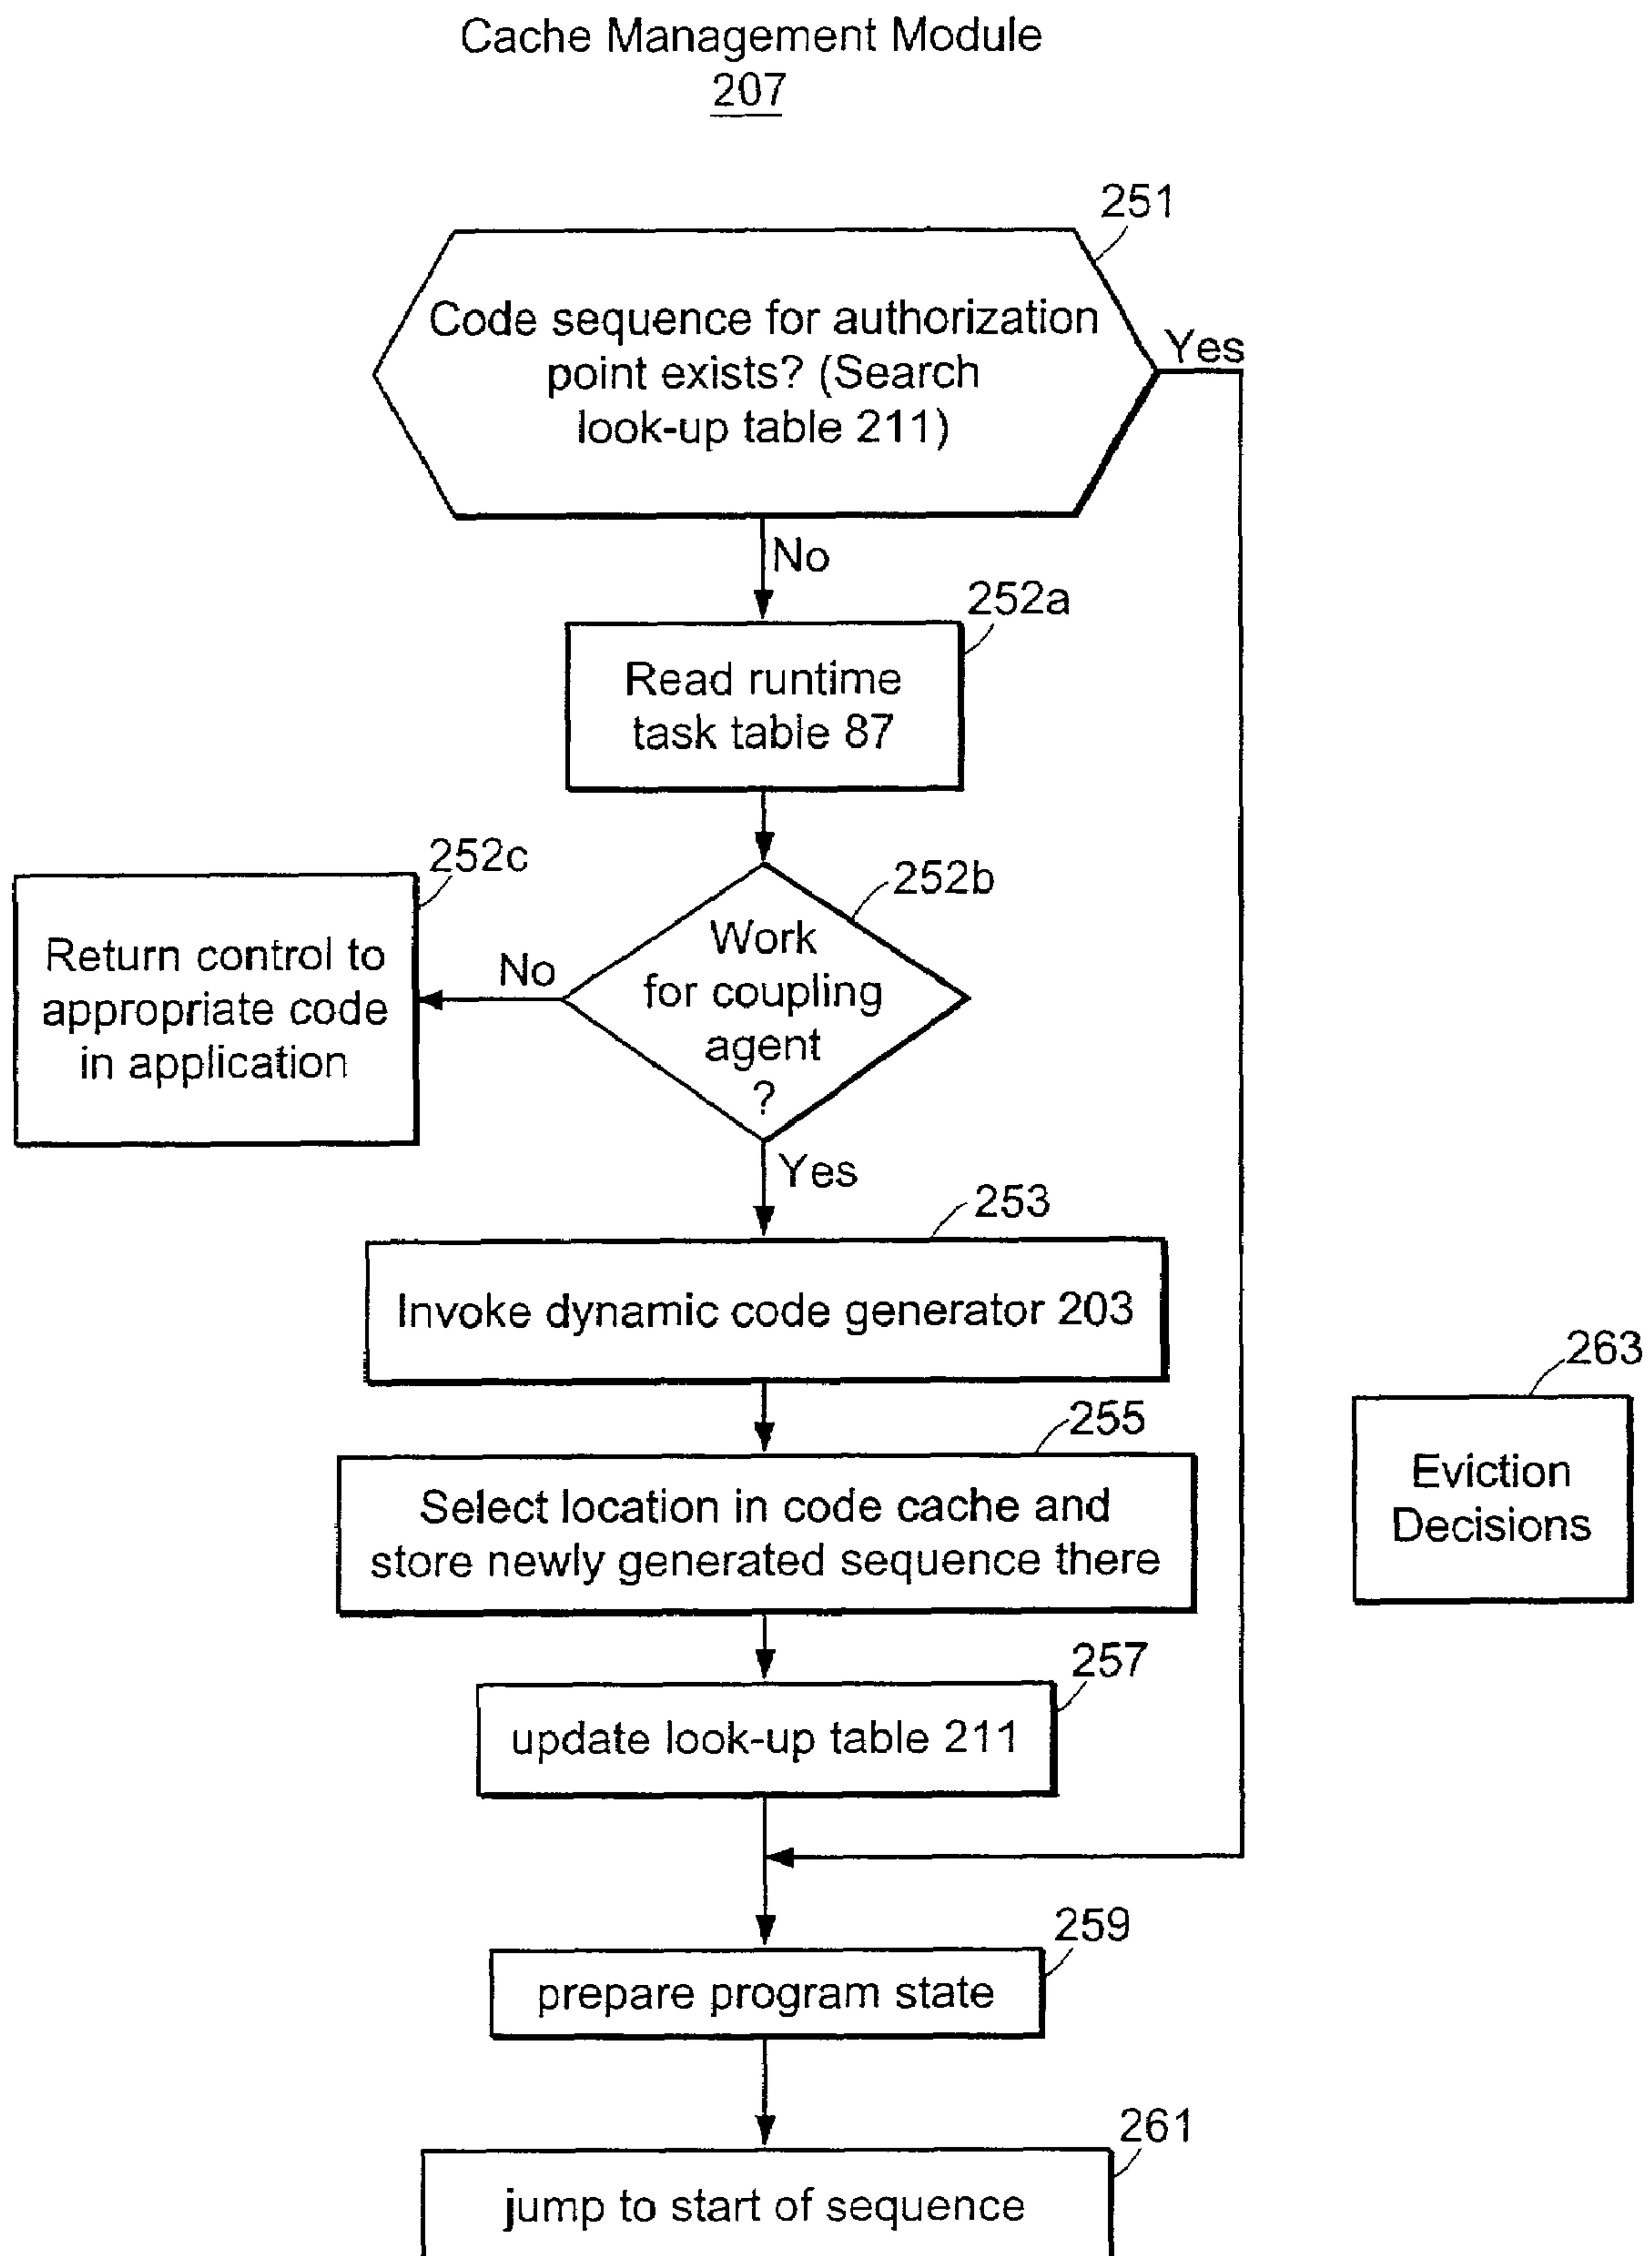 Cache Management Module
207
251
Code sequence for authorization
point exists? (Search
look-up table 211)
Yes
No
252a
Read runtime
task table 87
252c
Return control to
appropriate code
in application
No
252b
Work
for coupling
agent
?
Yes
253
Invoke dynamic code generator 203
263
Eviction
Decisions
255
Select location in code cache and
store newly generated sequence there
257
update look-up table 211
259
prepare program state
261
jump to start of sequence